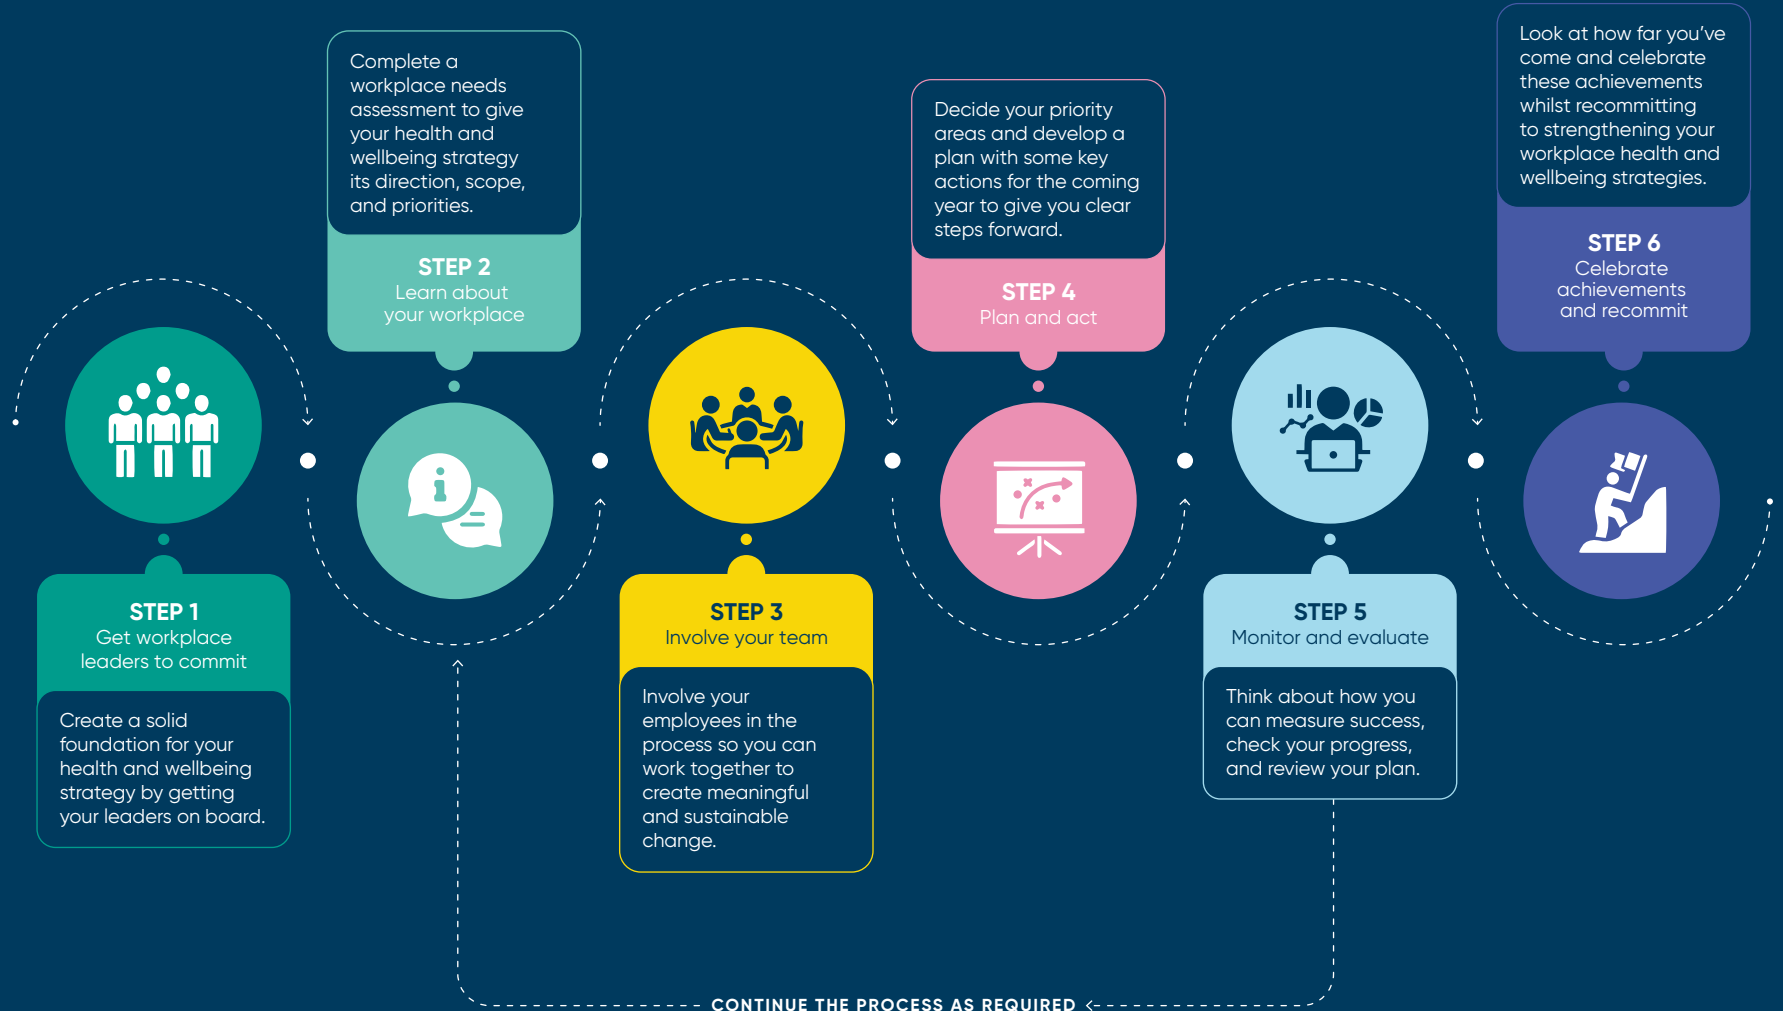 STEP 1
Get workplace
leaders to commit
Create a solid
foundation for your
health and wellbeing
strategy by getting
your leaders on board.
Complete a
workplace needs
assessment to give
your health and
wellbeing strategy
its direction, scope,
and priorities.
STEP 2
Learn about
your workplace
STEP 3
Involve your team
Involve your
employees in the
process so you can
work together to
create meaningful
and sustainable
change.
Decide your priority
areas and develop a
plan with some key
actions for the coming
year to give you clear
steps forward.
STEP 4
Plan and act
STEP 5
Monitor and evaluate
Think about how you
can measure success,
check your progress,
and review your plan.
Look at how far you’ve
come and celebrate
these achievements
whilst recommitting
to strengthening your
workplace health and
wellbeing strategies.
STEP 6
Celebrate
achievements
and recommit
CONTINUE THE PROCESS AS REQUIRED